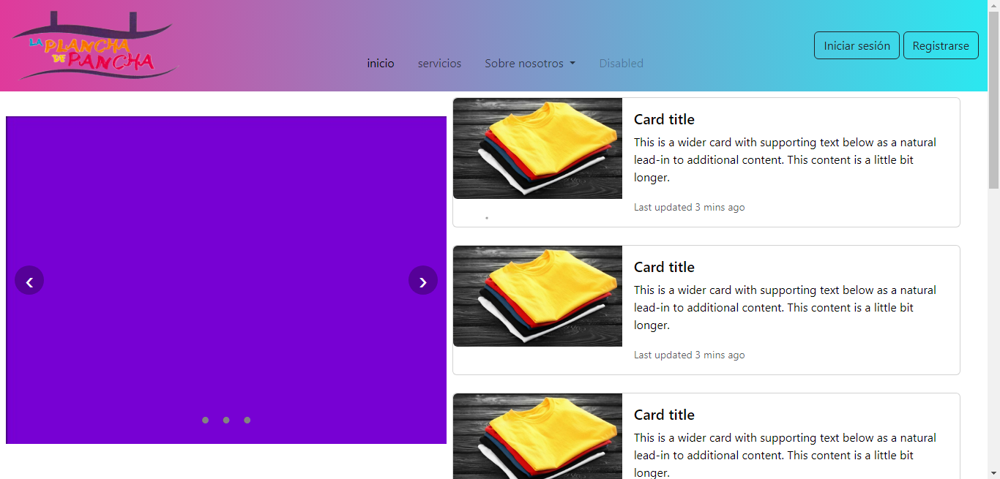 LA PLANCHA
DE PANCHA
inicio
servicios
Sobre nosotros
Disabled
Iniciar sesión
Registrarse
‹
›
Card title
This is a wider card with supporting text below as a natural
lead-in to additional content. This content is a little bit
longer.
Last updated 3 mins ago
Card title
This is a wider card with supporting text below as a natural
lead-in to additional content. This content is a little bit
longer.
Last updated 3 mins ago
Card title
This is a wider card with supporting text below as a natural
lead-in to additional content. This content is a little bit
longer.